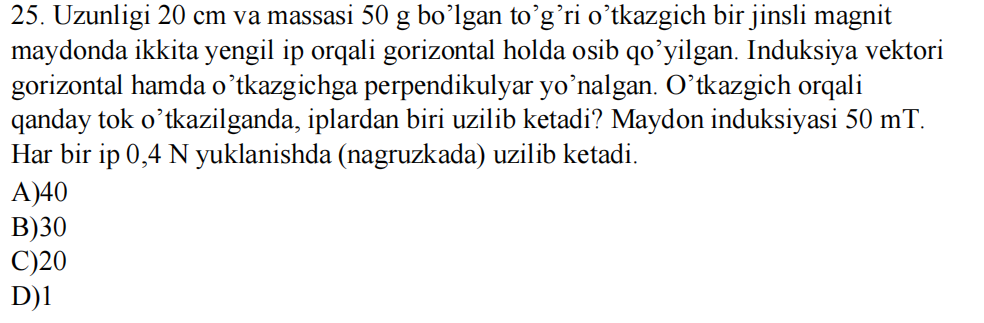 25. Uzunligi 20 cm va massasi 50 g bo’lgan to’g’ri o’tkazgich bir jinsli magnit
maydonda ikkita yengil ip orqali gorizontal holda osib qo’yilgan. Induksiya vektori
gorizontal hamda o’tkazgichga perpendikulyar yo’nalgan. O’tkazgich orqali
qanday tok o’tkazilganda, iplardan biri uzilib ketadi? Maydon induksiyasi 50 mT.
Har bir ip 0,4 N yuklanishda (nagruzkada) uzilib ketadi.
A)40
B)30
C)20
D)1